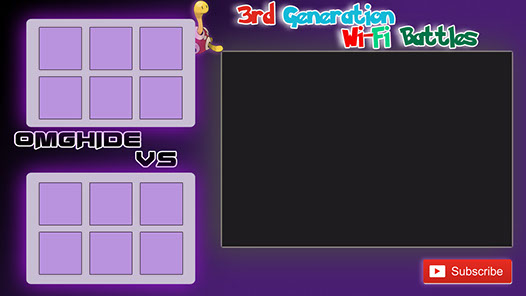 3rd Generation
Wi-Fi Battles
OMGHIDE
VS
Subscribe